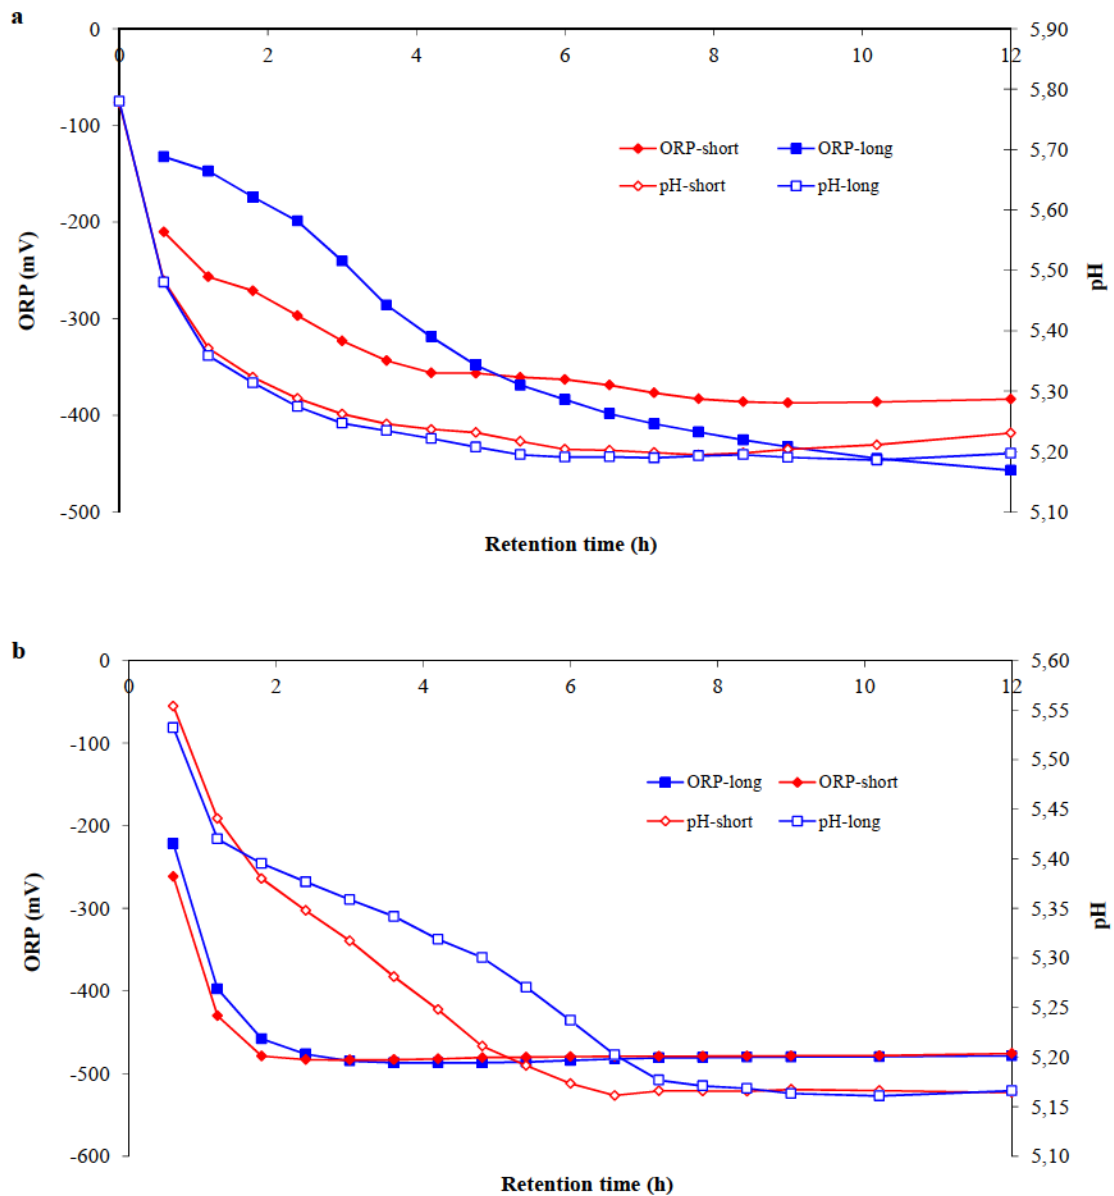 a
0 5,90
0 2 4 6 8 10 12
5,80
-100
ORP-short ORP-long
5,70
pH-short pH-long
-200 5,60
ORP (mV)
5,50
pH
-300
5,40
5,30
-400
5,20
-500 5,10
Retention time (h)
b
0 5,60
0 2 4 6 8 10 12
5,55
-100
5,50
ORP-long ORP-short
pH-short pH-long
5,45
-200
5,40
-300 5,35
ORP (mV)
pH
5,30
-400
5,25
5,20
-500
5,15
-600 5,10
Retention time (h)